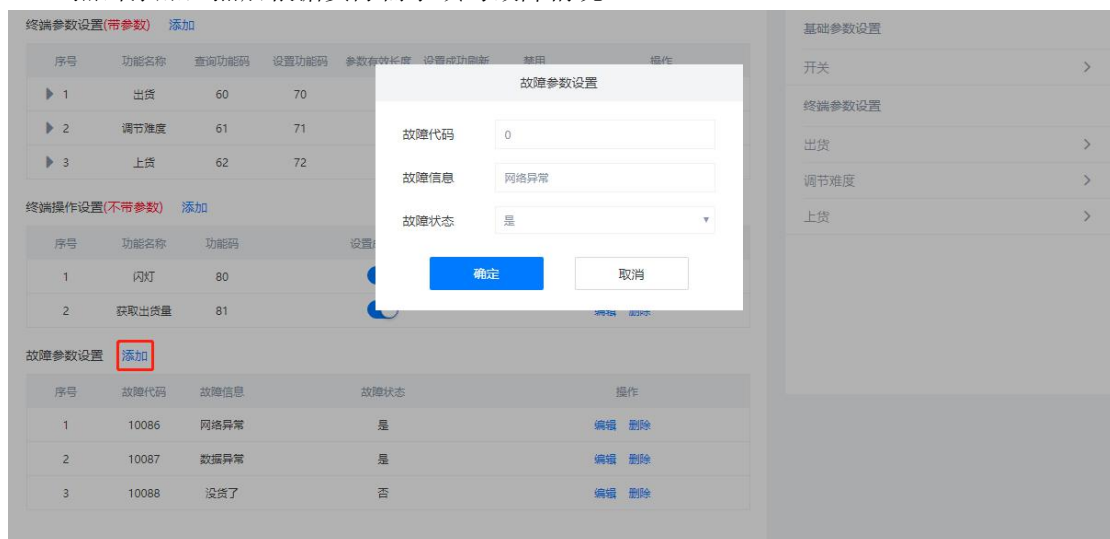 终端参数设置(带参数) 添加
序号 功能名称 查询功能码 设置功能码 参数有效长度 设置成功刷新 禁用 操作
1 出货 60 70
2 调节难度 61 71
3 上货 62 72
终端操作设置(不带参数) 添加
序号 功能名称 功能码
1 闪灯 80
2 获取出货量 81 编辑 删除
故障参数设置 添加
序号 故障代码 故障信息 故障状态 操作
1 10086 网络异常 是 编辑 删除
2 10087 数据异常 是 编辑 删除
3 10088 没货了 否 编辑 删除
故障参数设置
故障代码 0
故障信息 网络异常
故障状态 是
确定 取消
基础参数设置
开关
终端参数设置
出货
调节难度
上货